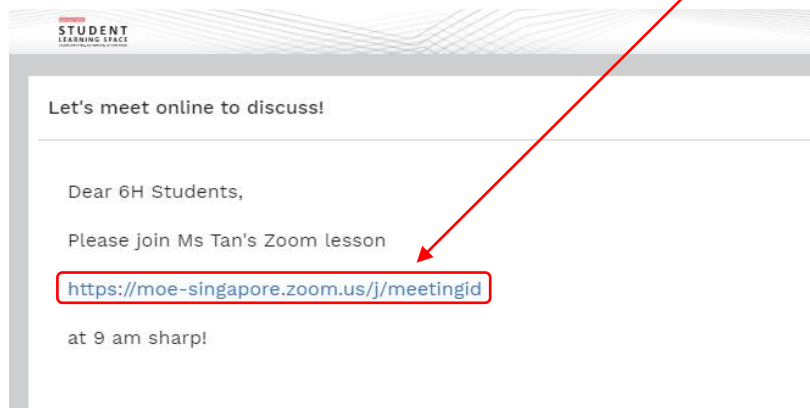 STUDENT
LEARNING SPACE
Let's meet online to discuss!
Dear 6H Students,
Please join Ms Tan's Zoom lesson
https://moe-singapore.zoom.us/j/meetingid
at 9 am sharp!